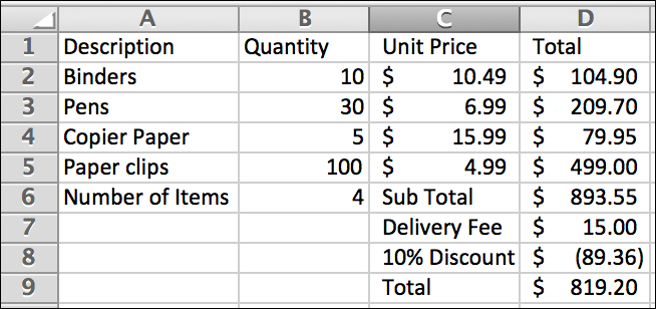 A B C D
1 Description Quantity Unit Price Total
2 Binders 10 $ 10.49 $ 104.90
3 Pens 30 $ 6.99 $ 209.70
4 Copier Paper 5 $ 15.99 $ 79.95
5 Paper clips 100 $ 4.99 $ 499.00
6 Number of Items 4 Sub Total $ 893.55
7 Delivery Fee $ 15.00
8 10% Discount $ (89.36)
9 Total $ 819.20